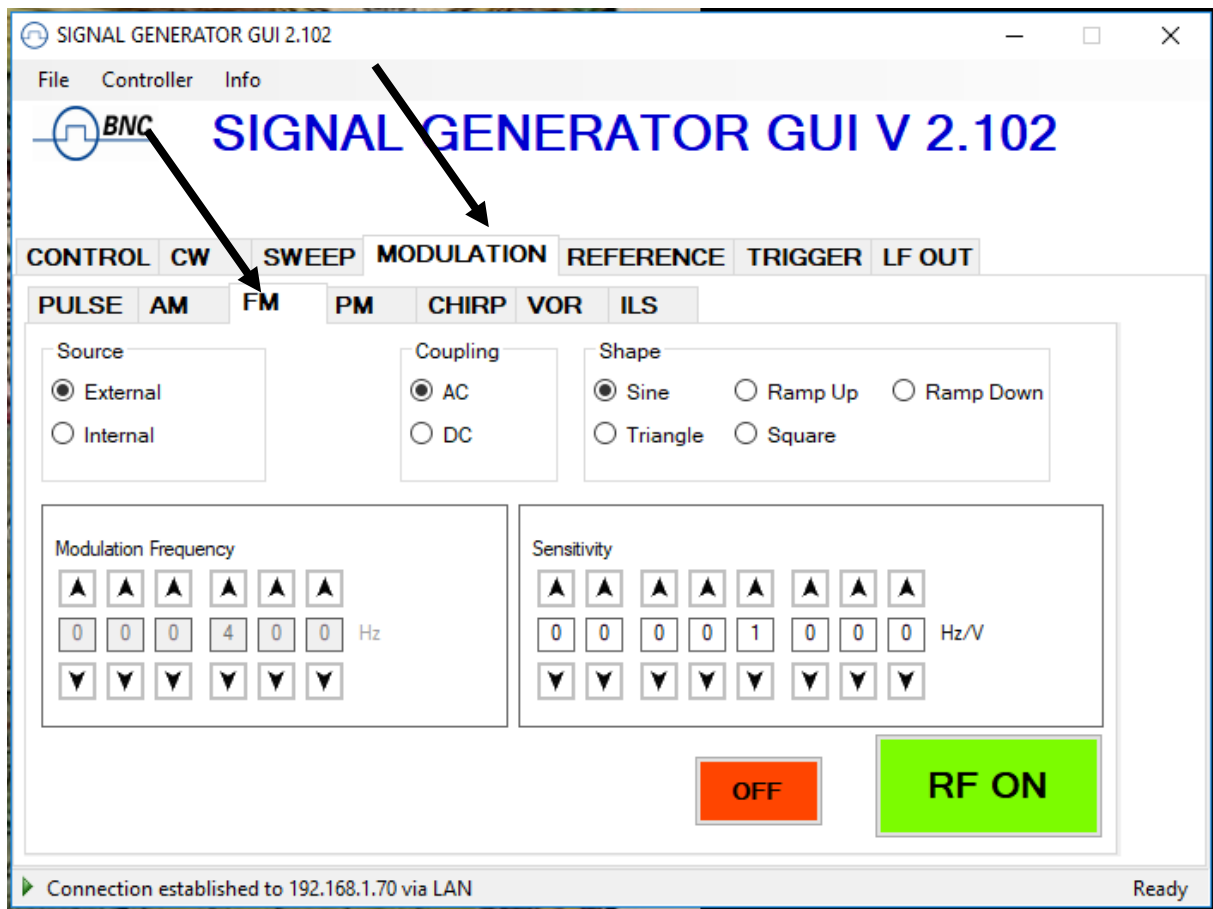 SIGNAL GENERATOR GUI 2.102
File Controller Info
BNC SIGNAL GENERATOR GUI V 2.102
CONTROL CW SWEEP MODULATION REFERENCE TRIGGER LF OUT
PULSE AM FM PM CHIRP VOR ILS
Source Coupling Shape
External AC Sine Ramp Up Ramp Down
Internal DC Triangle Square
Modulation Frequency Sensitivity
0 0 0 4 0 0 Hz 0 0 0 0 1 0 0 0 Hz/V
OFF RF ON
Connection established to 192.168.1.70 via LAN Ready